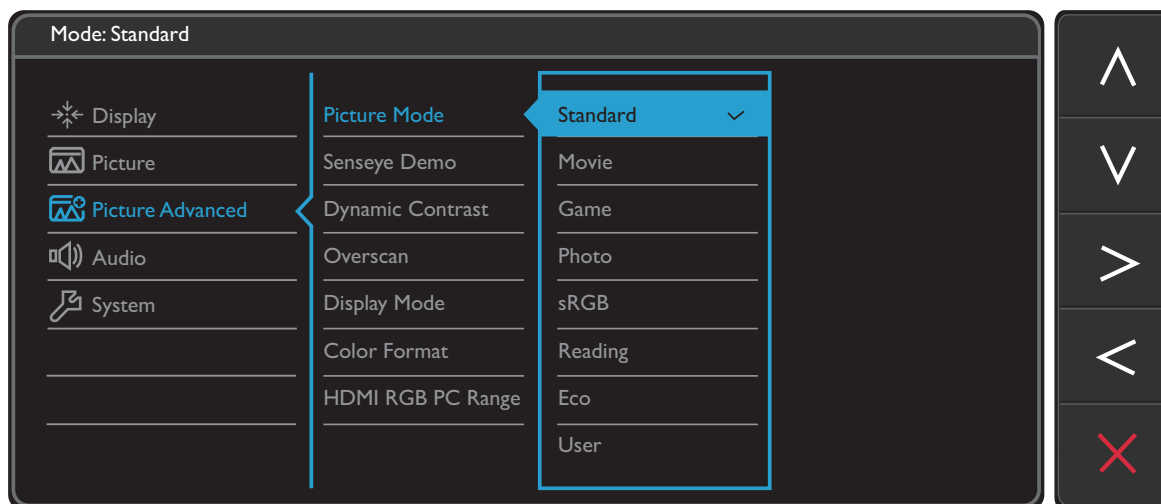 Mode: Standard
Display
Picture
Picture Advanced
Audio
System
Picture Mode
Senseye Demo
Dynamic Contrast
Overscan
Display Mode
Color Format
HDMI RGB PC Range
Standard
Movie
Game
Photo
sRGB
Reading
Eco
User